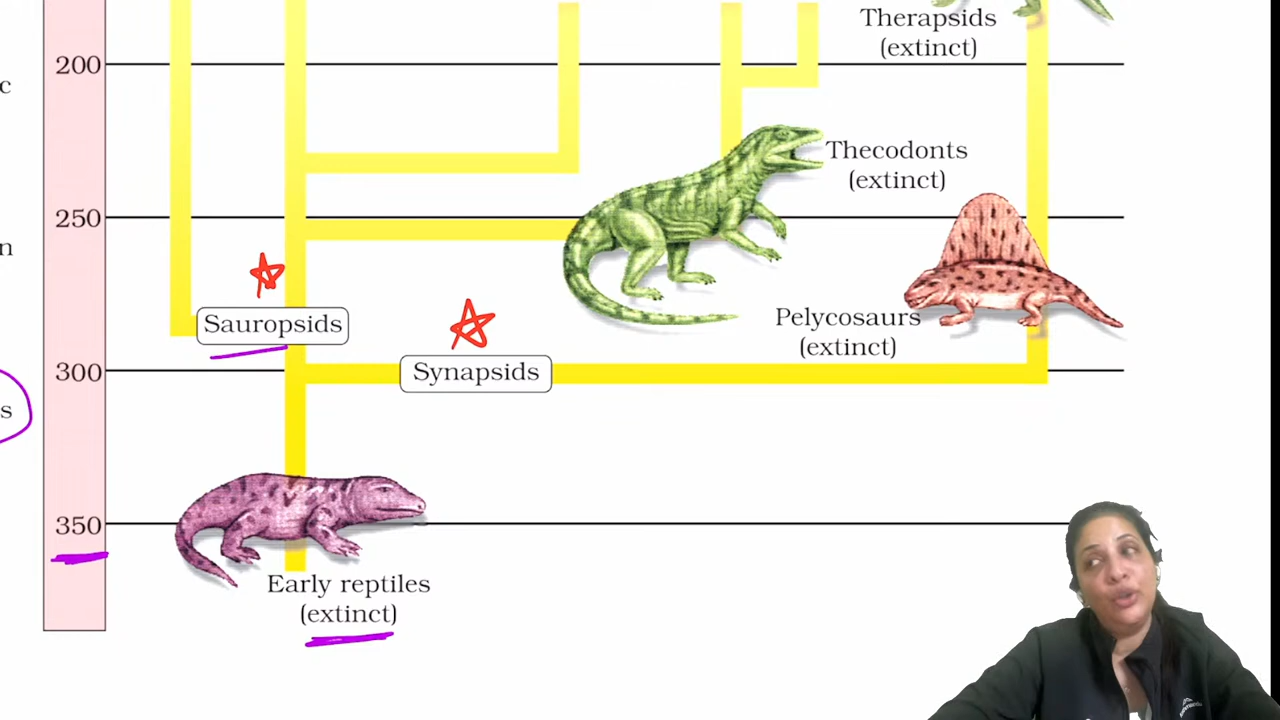 Therapsids
(extinct)
200
c
Thecodonts
(extinct)
250
n
Sauropsids
Pelycosaurs
(extinct)
300
Synapsids
s
350
Early reptiles
(extinct)